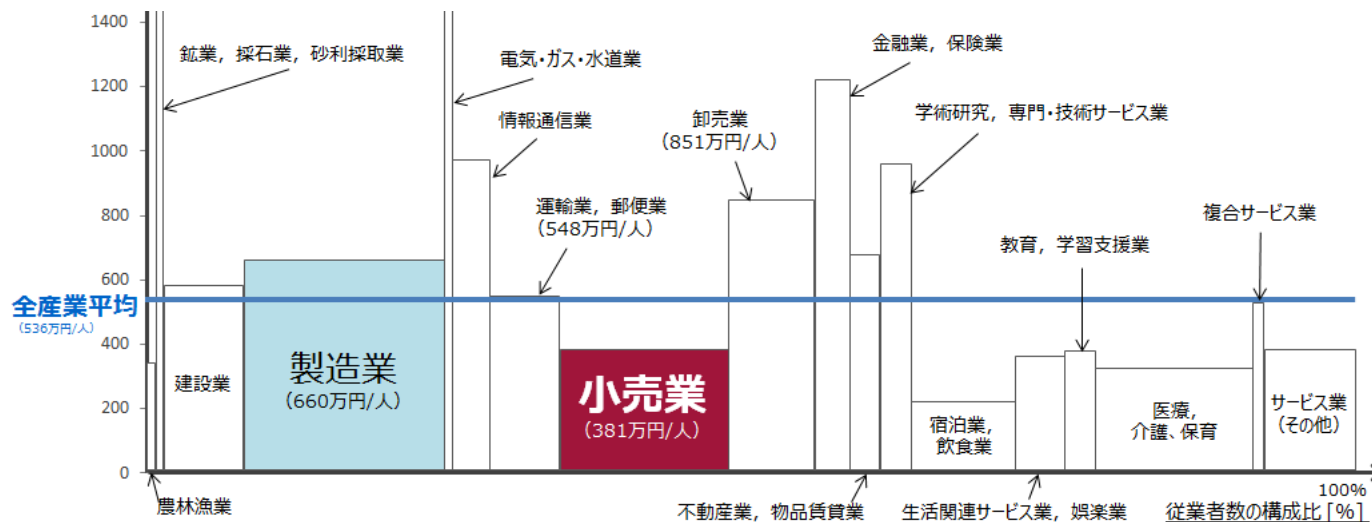 1400
1200
1000
800
600
400
200
0
全産業平均
（536万円/人）
鉱業，採石業，砂利採取業
電気・ガス・水道業
情報通信業
運輸業，郵便業
（548万円/人）
卸売業
（851万円/人）
金融業，保険業
学術研究，専門・技術サービス業
教育，学習支援業
複合サービス業
建設業
製造業
（660万円/人）
小売業
（381万円/人）
宿泊業，
飲食業
医療，
介護、保育
サービス業
（その他）
農林漁業
不動産業，物品賃貸業
生活関連サービス業，娯楽業
100%
従業者数の構成比［%］